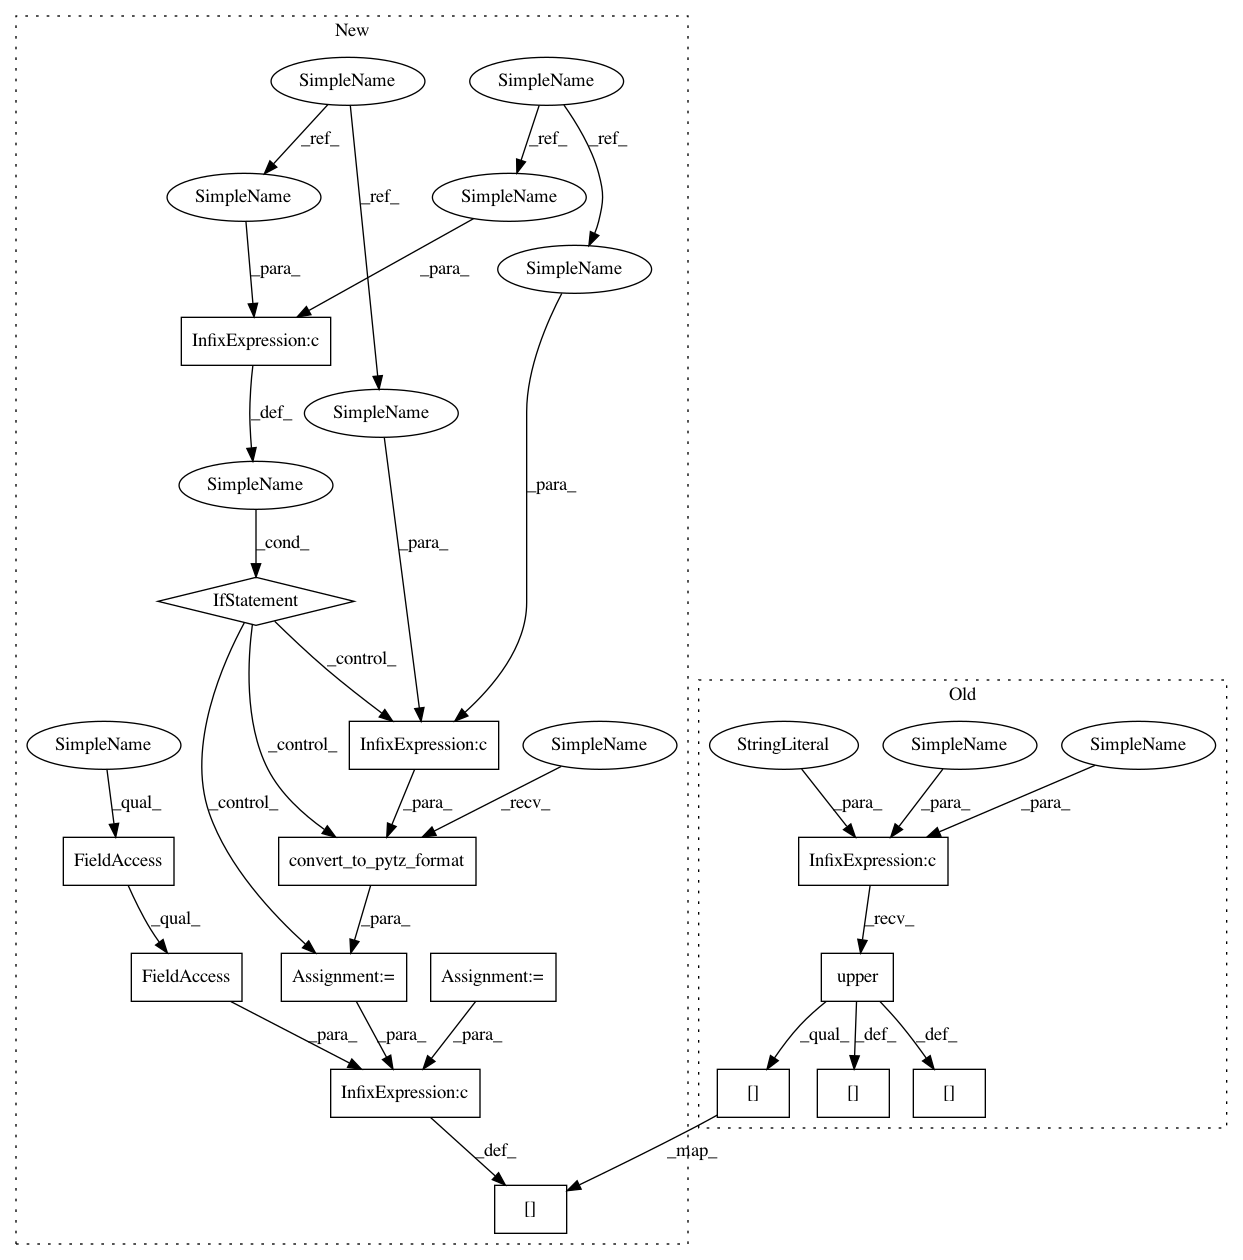 New
SimpleName
SimpleName
_ref_
_ref_
_ref_
SimpleName
SimpleName
_ref_
SimpleName
_para_
_para_
InfixExpression:c
_def_
SimpleName
SimpleName
_para_
_cond_
_para_
IfStatement
_control_
Old
SimpleName
_control_
InfixExpression:c
SimpleName
StringLiteral
SimpleName
SimpleName
_qual_
_control_
_para_
_recv_
_para_
_para_
_para_
FieldAccess
convert_to_pytz_format
InfixExpression:c
_qual_
_para_
_recv_
FieldAccess
Assignment:=
Assignment:=
upper
_para_
_para_
_para_
_qual_
_def_
_def_
InfixExpression:c
[]
[]
[]
_def_
_map_
[]